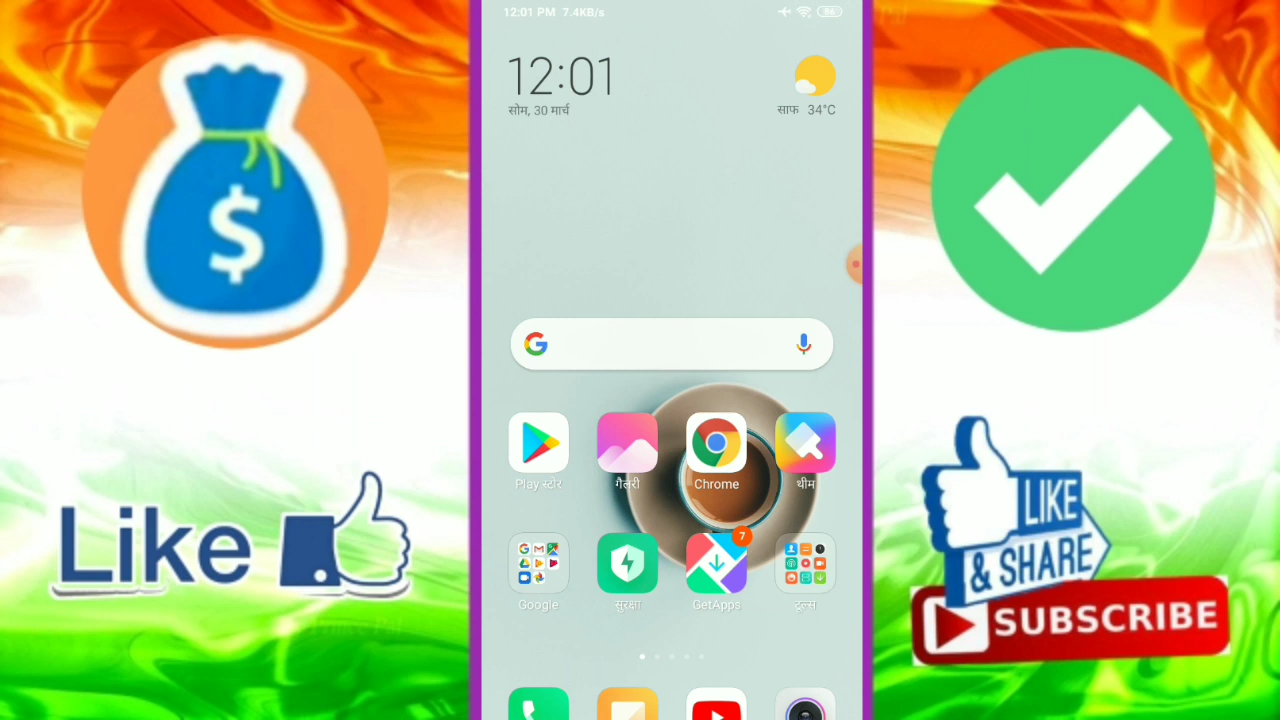 12:01 PM 7.4KB/s
86
12:01
सोम, 30 मार्च
साफ 34°C
$
Play स्टोर
गैलरी
Chrome
थीम
7
Google
सुरक्षा
GetApps
टूल्स
Like
LIKE
& SHARE
SUBSCRIBE